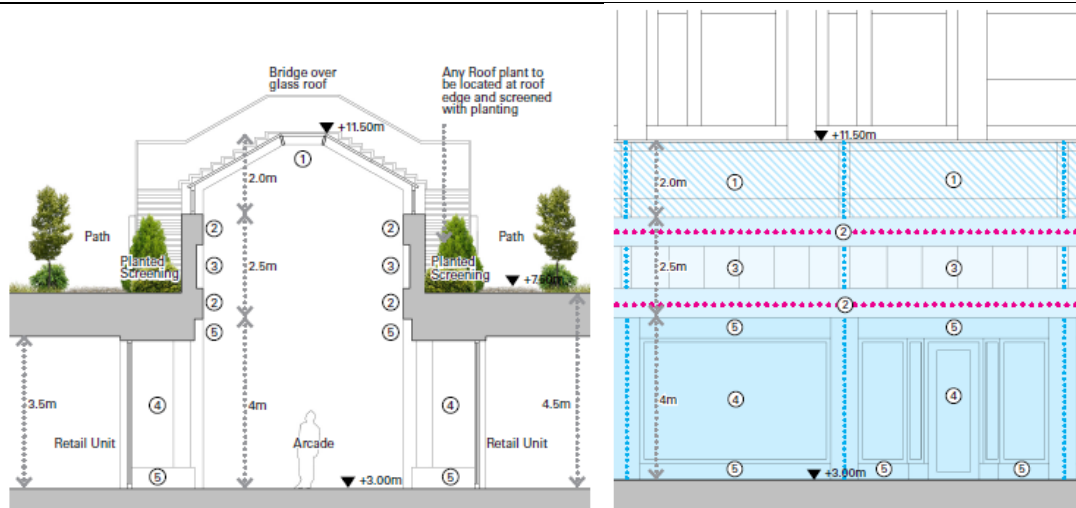 Bridge over
glass roof
Any Roof plant to
be located at roof
edge and screened
with planting
+11.50m
1
2.0m
2
2
Path
Planted
Screening
3
2.5m
3
Planted
Screening
Path
2
2
5
5
3.5m
4
4m
4
4.5m
Retail Unit
Arcade
Retail Unit
5
5
+3.00m
+11.50m
2.0m
1
1
2
2.5m
3
3
2
5
5
4m
4
4
5
5
5
+3.00m